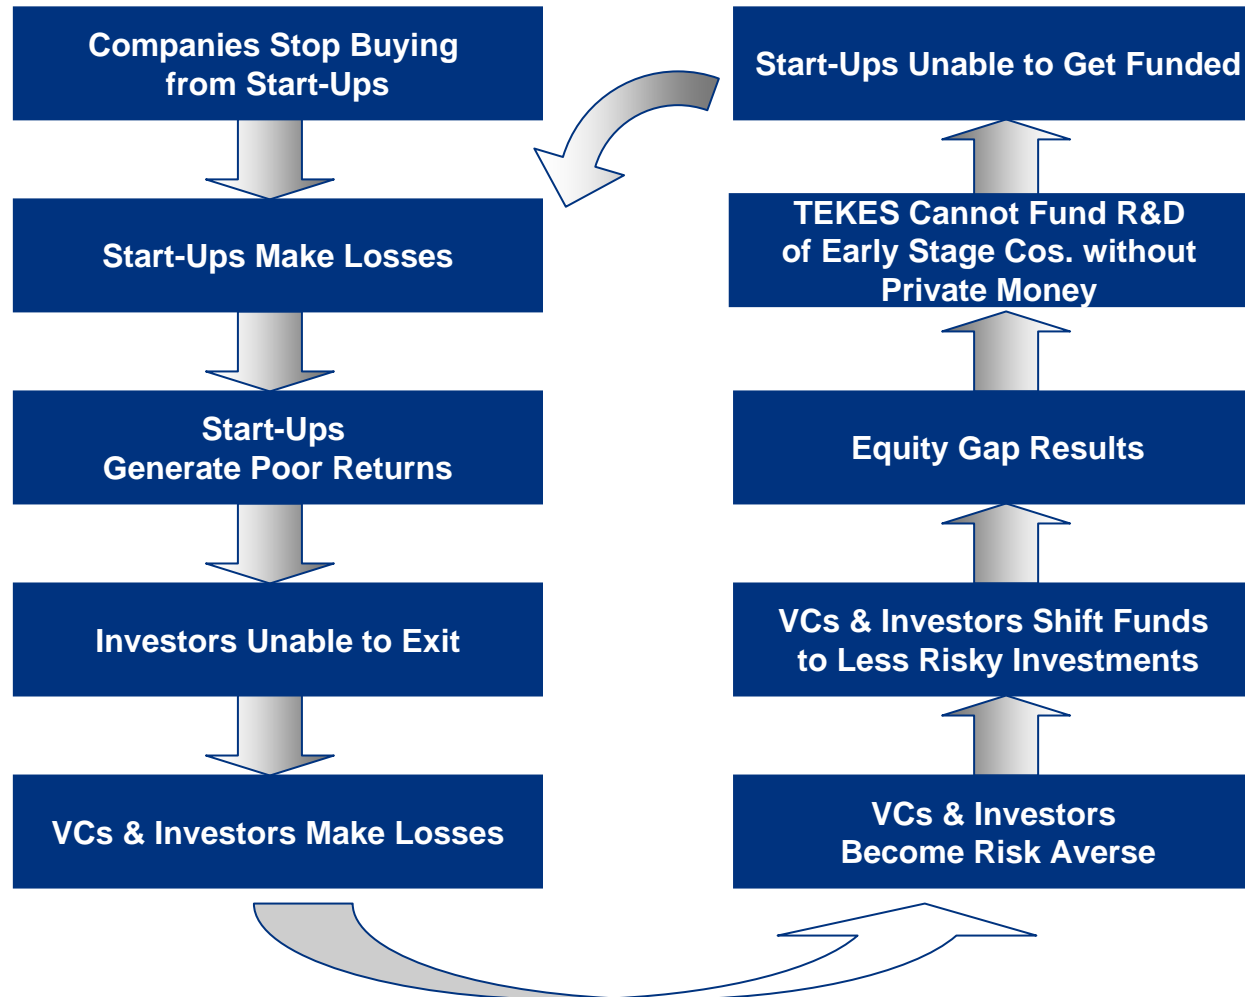 Companies Stop Buying
from Start-Ups
Start-Ups Make Losses
Start-Ups
Generate Poor Returns
Investors Unable to Exit
VCs & Investors Make Losses
VCs & Investors
Become Risk Averse
VCs & Investors Shift Funds
to Less Risky Investments
Equity Gap Results
TEKES Cannot Fund R&D
of Early Stage Cos. without
Private Money
Start-Ups Unable to Get Funded